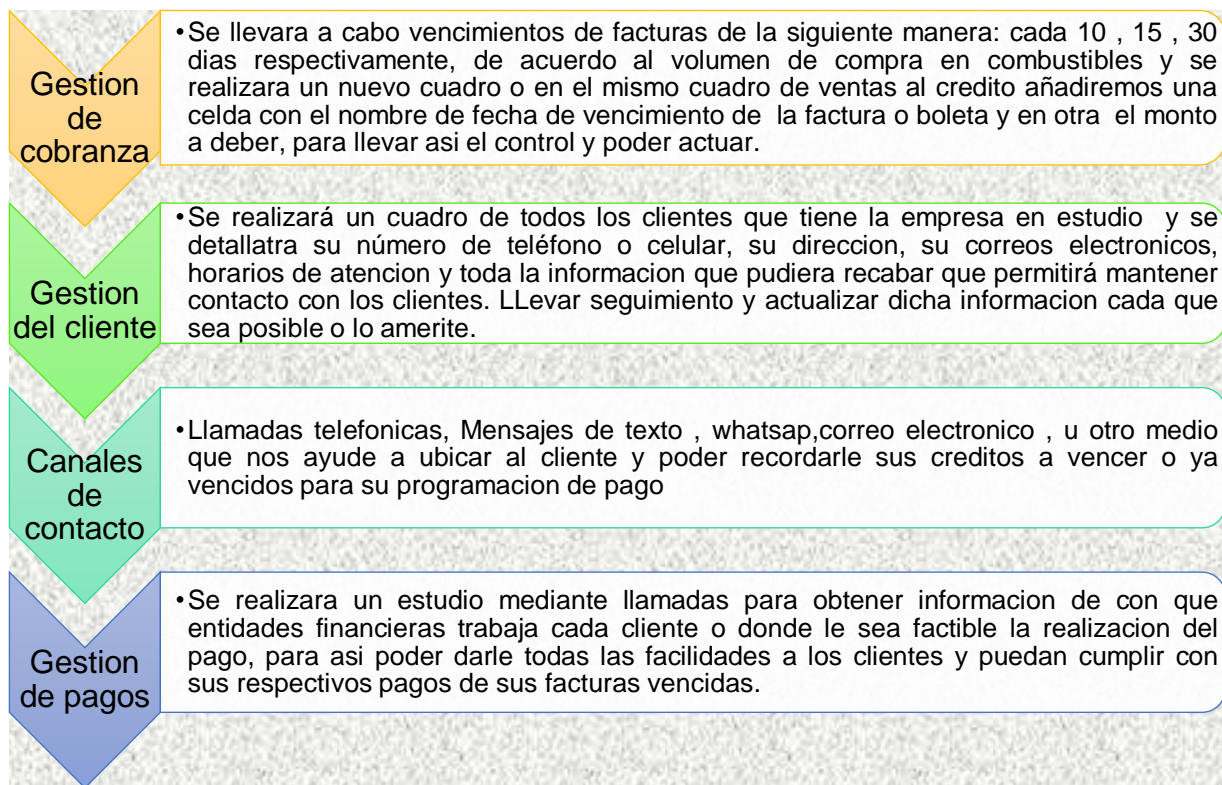 Gestion
de
cobranza
•Se llevara a cabo vencimientos de facturas de la siguiente manera: cada 10 , 15 , 30
dias respectivamente, de acuerdo al volumen de compra en combustibles y se
realizara un nuevo cuadro o en el mismo cuadro de ventas al credito añadiremos una
celda con el nombre de fecha de vencimiento de la factura o boleta y en otra el monto
a deber, para llevar asi el control y poder actuar.
Gestion
del cliente
•Se realizará un cuadro de todos los clientes que tiene la empresa en estudio y se
detallatra su número de teléfono o celular, su direccion, su correos electronicos,
horarios de atencion y toda la informacion que pudiera recabar que permitirá mantener
contacto con los clientes. LLevar seguimiento y actualizar dicha informacion cada que
sea posible o lo amerite.
Canales
de
contacto
•Llamadas telefonicas, Mensajes de texto , whatsap,correo electronico , u otro medio
que nos ayude a ubicar al cliente y poder recordarle sus creditos a vencer o ya
vencidos para su programacion de pago
Gestion
de pagos
•Se realizara un estudio mediante llamadas para obtener informacion de con que
entidades financieras trabaja cada cliente o donde le sea factible la realizacion del
pago, para asi poder darle todas las facilidades a los clientes y puedan cumplir con
sus respectivos pagos de sus facturas vencidas.